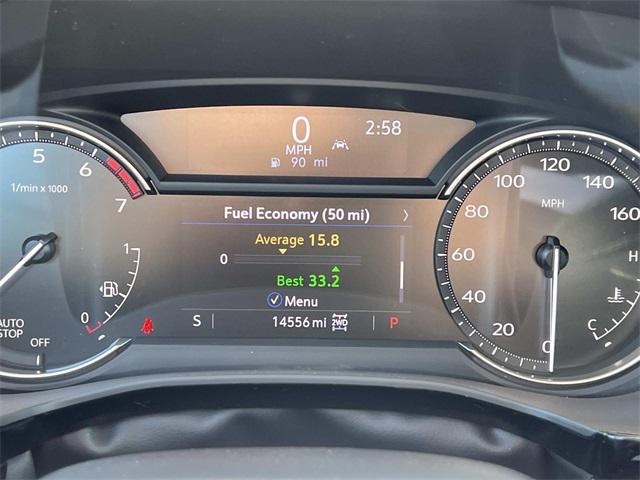 0
MPH
2:58
90 mi
Fuel Economy (50 mi)
Average 15.8
0
Best 33.2
Menu
S
14556 mi
2WD
P
5
6
7
1/min x 1000
1
0
AUTO
STOP
OFF
0
20
40
60
80
100
120
140
160
MPH
H
C